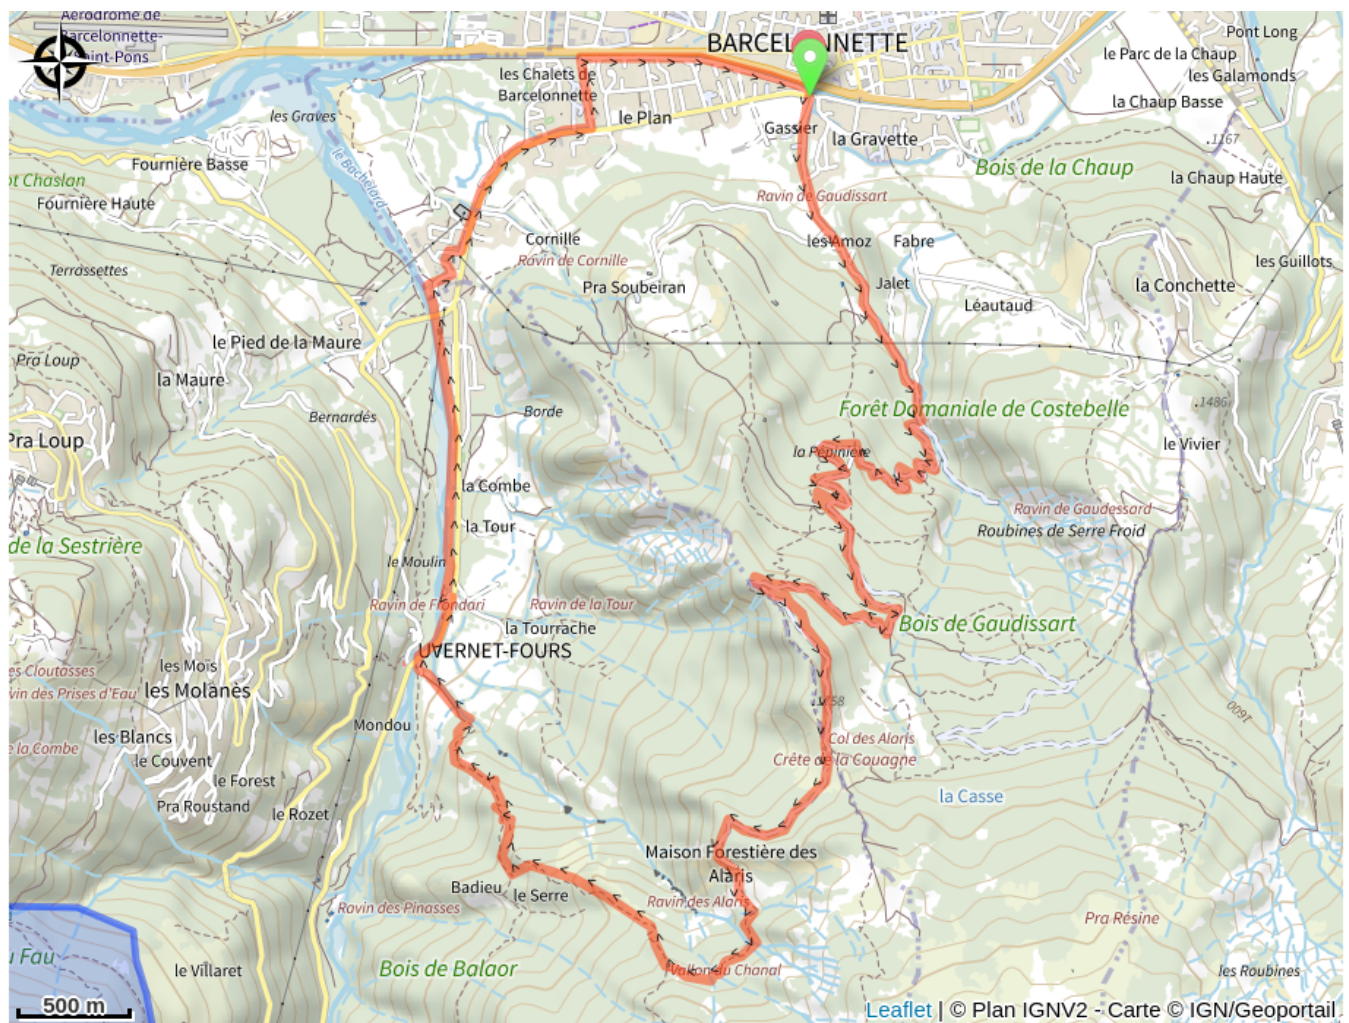 Aérodrome de
Barcelonnette-
Saint-Pons
BARCELONNETTE
Pont Long
le Parc de la Chaup
les Galamonds
les Chalets de
Barcelonnette
la Chaup Basse
les Graves
le Plan
Gassier
la Gravette
1167
le Bachelard
Fournière Basse
Bois de la Chaup
la Chaup Haute
ot Chaslan
Fournière Haute
Ravin de Gaudissart
Cornille
les Amoz
Fabre
Ravin de Cornille
les Guillots
Terrassettes
Pra Soubeiran
Jalet
la Conchette
Léautaud
le Pied de la Maure
Pra Loup
la Maure
Bernardés
Borde
Forêt Domaniale de Costebelle
1486
Pra Loup
la Pépinière
le Vivier
la Combe
Ravin de Gaudessard
la Tour
Roubines de Serre Froid
de la Sestrière
le Moulin
Ravin de Frondari
Ravin de la Tour
la Tourrache
Bois de Gaudissart
UVERNET-FOURS
les Moïs
es Cloutasses
vin des Prises d'Eau
les Molanès
1600
Mondou
les Blancs
Col des Alaris
e la Combe
le Couvent
Crête de la Couagne
le Forest
la Casse
Pra Roustand
le Rozet
Maison Forestière des
Alaris
Badieu
le Serre
Ravin des Alaris
Ravin des Pinasses
Pra Résine
u Fau
le Villaret
Bois de Balaor
Vallon du Chanal
les Roubines
500 m
Leaflet | © Plan IGNV2 - Carte © IGN/Geoportail